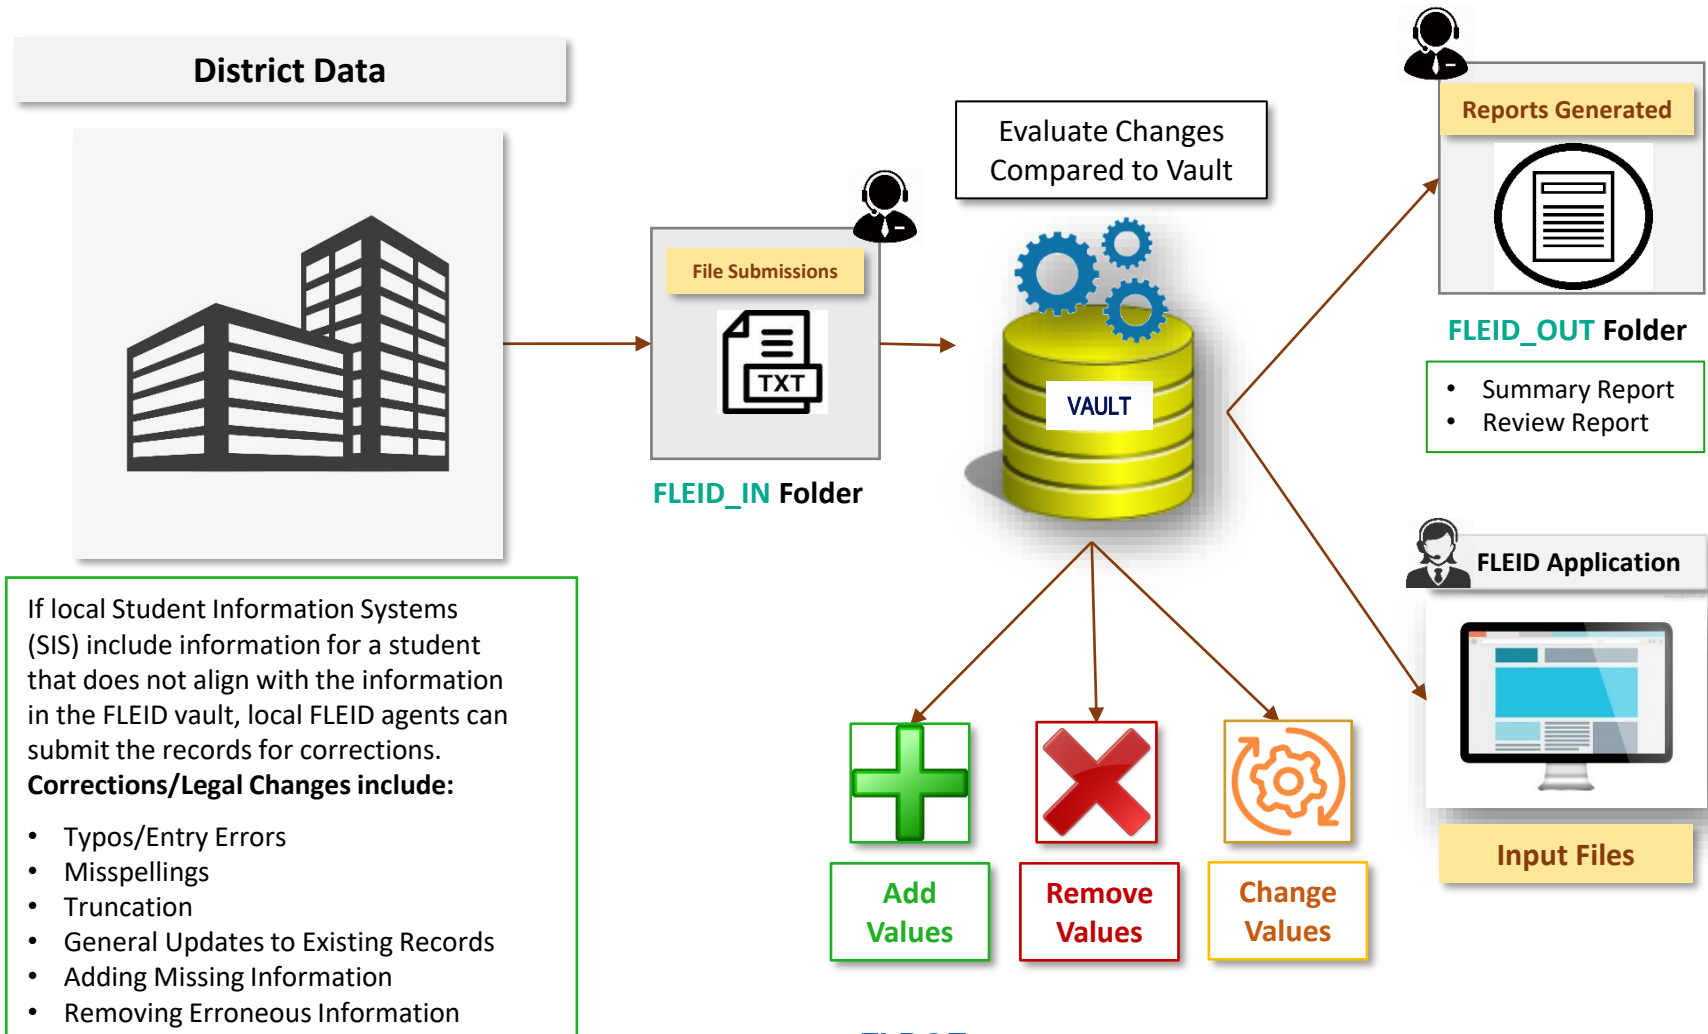 District Data
If local Student Information Systems
(SIS) include information for a student
that does not align with the information
in the FLEID vault, local FLEID agents can
submit the records for corrections.
Corrections/Legal Changes include:
• Typos/Entry Errors
• Misspellings
• Truncation
• General Updates to Existing Records
• Adding Missing Information
• Removing Erroneous Information
File Submissions
TXT
FLEID_IN Folder
Evaluate Changes
Compared to Vault
VAULT
Add
Values
Remove
Values
Change
Values
Reports Generated
FLEID_OUT Folder
• Summary Report
• Review Report
FLEID Application
Input Files